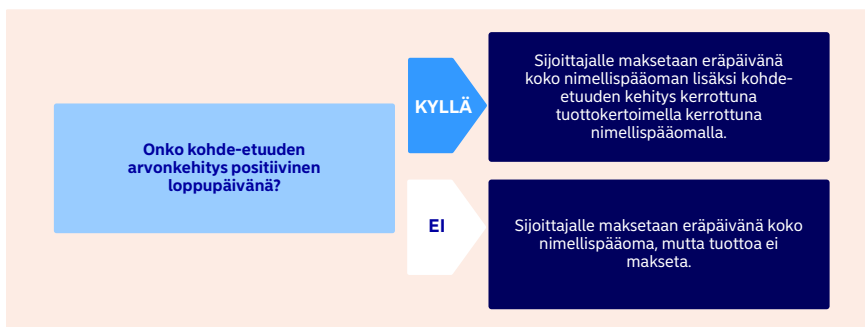 Onko kohde-etuuden
arvonkehitys positiivinen
loppupäivänä?
KYLLÄ
Sijoittajalle maksetaan eräpäivänä
koko nimellispääoman lisäksi kohde-
etuuden kehitys kerrottuna
tuottokertoimella kerrottuna
nimellispääomalla.
EI
Sijoittajalle maksetaan eräpäivänä koko
nimellispääoma, mutta tuottoa ei
makseta.